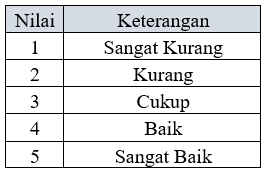 Nilai Keterangan
1 Sangat Kurang
2 Kurang
3 Cukup
4 Baik
5 Sangat Baik